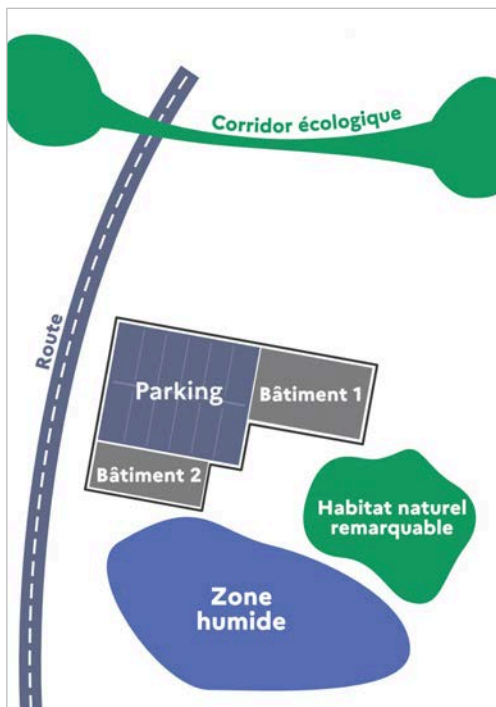 Corridor écologique
Route
Parking
Bâtiment 1
Bâtiment 2
Habitat naturel
remarquable
Zone
humide